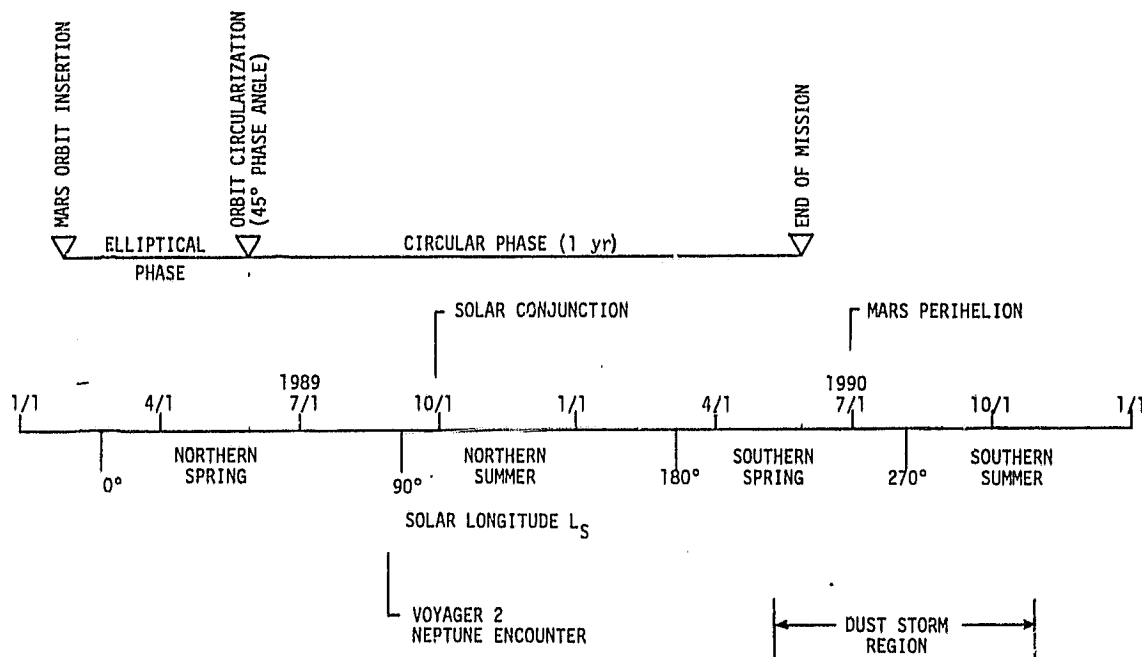 MARS ORBIT INSERTION
ORBIT CIRCULARIZATION
(45° PHASE ANGLE)
END OF MISSION
ELLIPTICAL
PHASE
CIRCULAR PHASE (1 yr)
SOLAR CONJUNCTION
MARS PERIHELION
1989
1990
1/1 4/1 7/1 10/1 1/1 4/1 7/1 10/1 1/1
NORTHERN
SPRING
NORTHERN
SUMMER
SOUTHERN
SPRING
SOUTHERN
SUMMER
0° 90° 180° 270°
SOLAR LONGITUDE LS
VOYAGER 2
NEPTUNE ENCOUNTER
DUST STORM
REGION